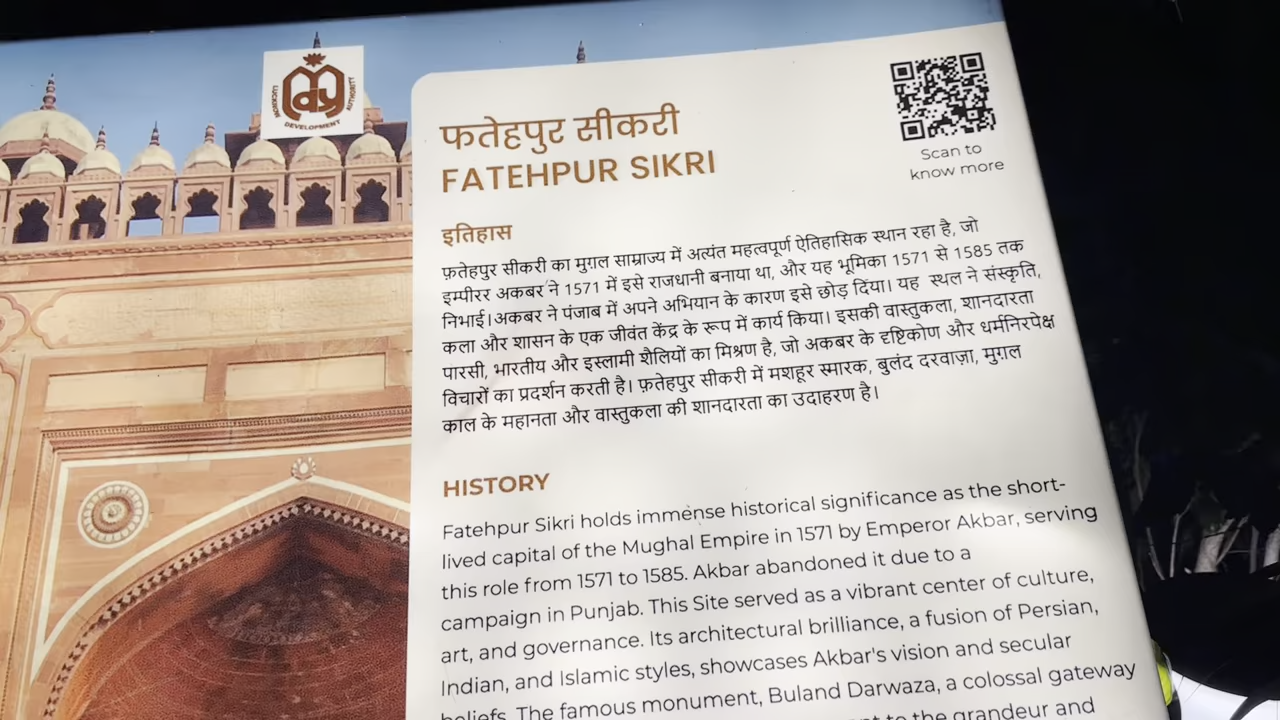 LUCKNOW DEVELOPMENT AUTHORITY
फतेहपुर सीकरी
FATEHPUR SIKRI
Scan to
know more
इतिहास
फ़तेहपुर सीकरी का मुग़ल साम्राज्य में अत्यंत महत्वपूर्ण ऐतिहासिक स्थान रहा है, जो
इम्पीरर अकबर ने 1571 में इसे राजधानी बनाया था, और यह भूमिका 1571 से 1585 तक
निभाई।अकबर ने पंजाब में अपने अभियान के कारण इसे छोड़ दिया। यह स्थल ने संस्कृति,
कला और शासन के एक जीवंत केंद्र के रूप में कार्य किया। इसकी वास्तुकला, शानदारता
पारसी, भारतीय और इस्लामी शैलियों का मिश्रण है, जो अकबर के दृष्टिकोण और धर्मनिरपेक्ष
विचारों का प्रदर्शन करती है। फ़तेहपुर सीकरी में मशहूर स्मारक, बुलंद दरवाज़ा, मुग़ल
काल के महानता और वास्तुकला की शानदारता का उदाहरण है।
HISTORY
Fatehpur Sikri holds immense historical significance as the short-
lived capital of the Mughal Empire in 1571 by Emperor Akbar, serving
this role from 1571 to 1585. Akbar abandoned it due to a
campaign in Punjab. This Site served as a vibrant center of culture,
art, and governance. Its architectural brilliance, a fusion of Persian,
Indian, and Islamic styles, showcases Akbar's vision and secular
beliefs. The famous monument, Buland Darwaza, a colossal gateway
to the grandeur and